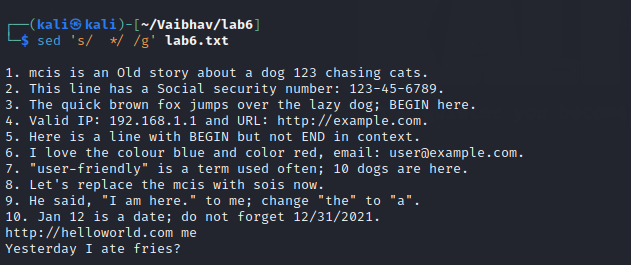 ┌──(kali㉿kali)-[~/Vaibhav/lab6]
└─$ sed 's/  */ /g' lab6.txt
1. mcis is an Old story about a dog 123 chasing cats.
2. This line has a Social security number: 123-45-6789.
3. The quick brown fox jumps over the lazy dog; BEGIN here.
4. Valid IP: 192.168.1.1 and URL: http://example.com.
5. Here is a line with BEGIN but not END in context.
6. I love the colour blue and color red, email: user@example.com.
7. "user-friendly" is a term used often; 10 dogs are here.
8. Let's replace the mcis with sois now.
9. He said, "I am here." to me; change "the" to "a".
10. Jan 12 is a date; do not forget 12/31/2021.
http://helloworld.com me
Yesterday I ate fries?